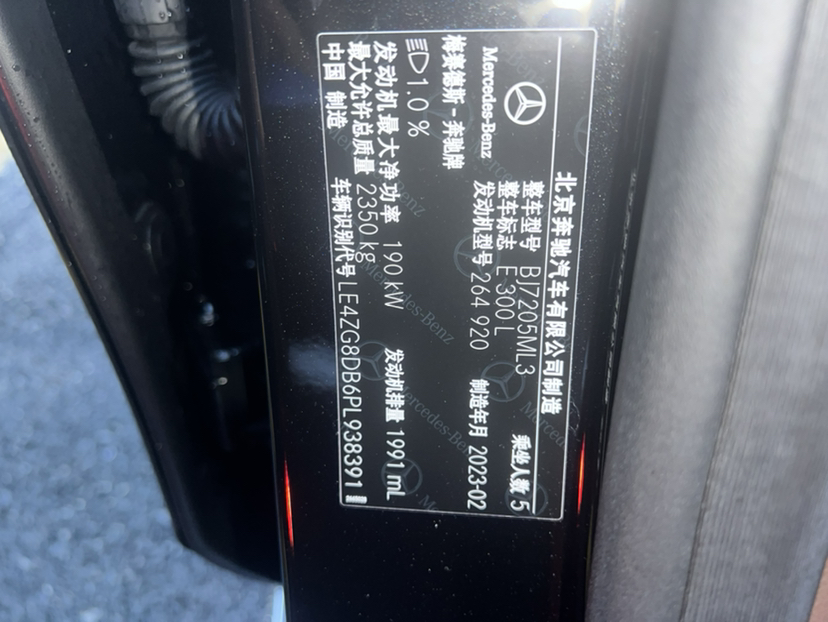 北京奔驰汽车有限公司制造
Mercedes-Benz
梅赛德斯-奔驰牌
整车型号 BJ7205ML3
整车标志 E 300 L
乘坐人数 5
发动机型号 264 920
制造年月 2023-02
1.0 %
发动机最大净功率 190 kW
发动机排量 1991 mL
最大允许总质量 2350 kg
中国 制造
车辆识别代号 LE4ZG8DB6PL938391